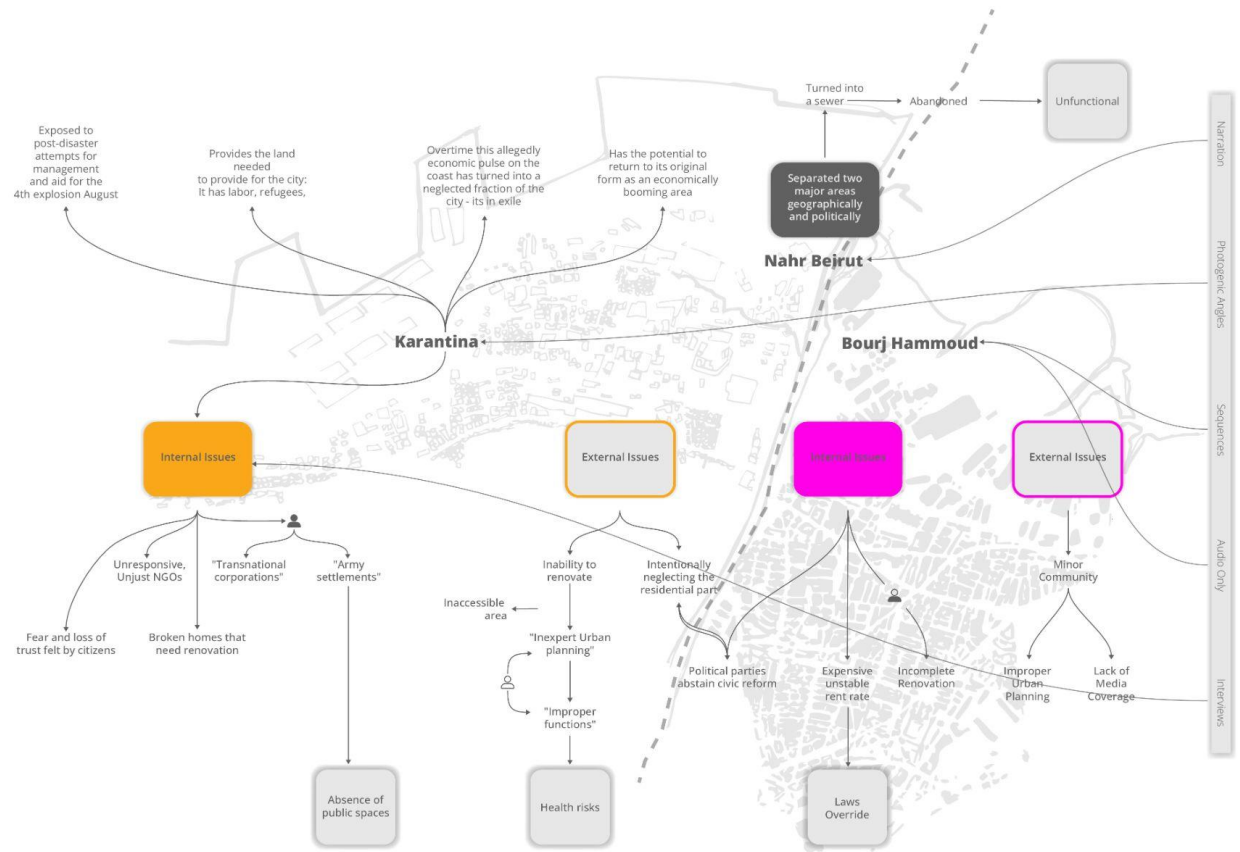 Turned into
a sewer
Abandoned
Unfunctional
Exposed to
post-disaster
attempts for
management
and aid for the
4th explosion August
Provides the land
needed
to provide for the city:
It has labor, refugees,
Overtime this allegedly
economic pulse on the
coast has turned into a
neglected fraction of the
city - its in exile
Has the potential to
return to its original
form as an economically
booming area
Separated two
major areas
geographically
and politically
Nahr Beirut
Karantina
Bourj Hammoud
Narration
Photogenic Angles
Sequences
Audio Only
Interviews
Internal Issues
External Issues
Internal Issues
External Issues
Unresponsive,
Unjust NGOs
"Transnational
corporations"
"Army
settlements"
Inability to
renovate
Intentionally
neglecting the
residential part
Minor
Community
Inaccessible
area
Fear and loss of
trust felt by citizens
Broken homes that
need renovation
"Inexpert Urban
planning"
Political parties
abstain civic reform
Expensive
unstable
rent rate
Incomplete
Renovation
Improper
Urban
Planning
Lack of
Media
Coverage
"Improper
functions"
Absence of
public spaces
Health risks
Laws
Override